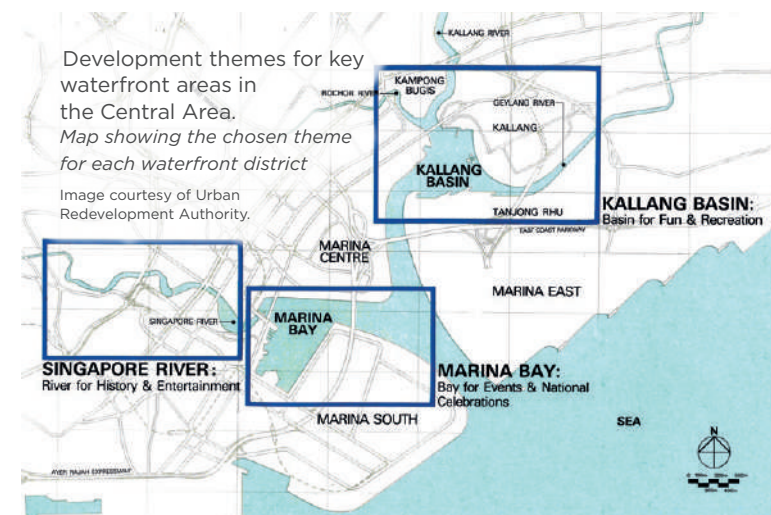 Development themes for key
waterfront areas in
the Central Area.
Map showing the chosen theme
for each waterfront district
Image courtesy of Urban
Redevelopment Authority.
KALLANG RIVER
KAMPONG
BUGIS
ROCHOR RIVER
GEYLANG RIVER
KALLANG
KALLANG
BASIN
TANJONG RHU
KALLANG BASIN:
Basin for Fun & Recreation
EAST COAST PARKWAY
MARINA
CENTRE
MARINA EAST
SINGAPORE RIVER
MARINA
BAY
SINGAPORE RIVER:
River for History & Entertainment
MARINA BAY:
Bay for Events & National
Celebrations
MARINA SOUTH
SEA
N
AYER RAJAH EXPRESSWAY